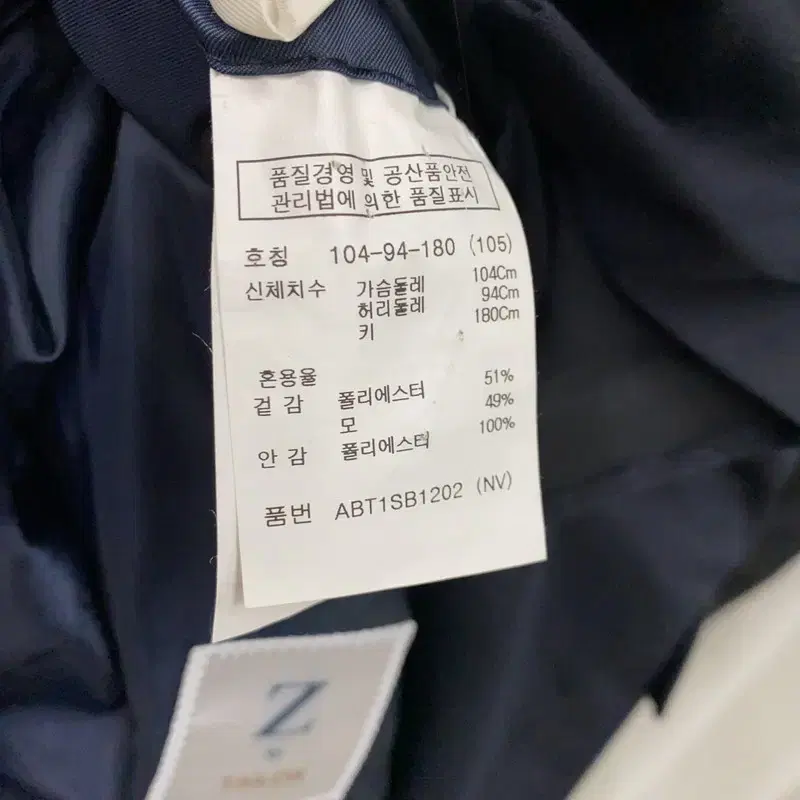 품질경영 및 공산품안전
관리법에 의한 품질표시
호칭 104-94-180 (105)
신체치수 가슴둘레 104Cm
허리둘레 94Cm
키 180Cm
혼용율
겉 감 폴리에스터 51%
모 49%
안 감 폴리에스터 100%
품번 ABT1SB1202 (NV)
Z